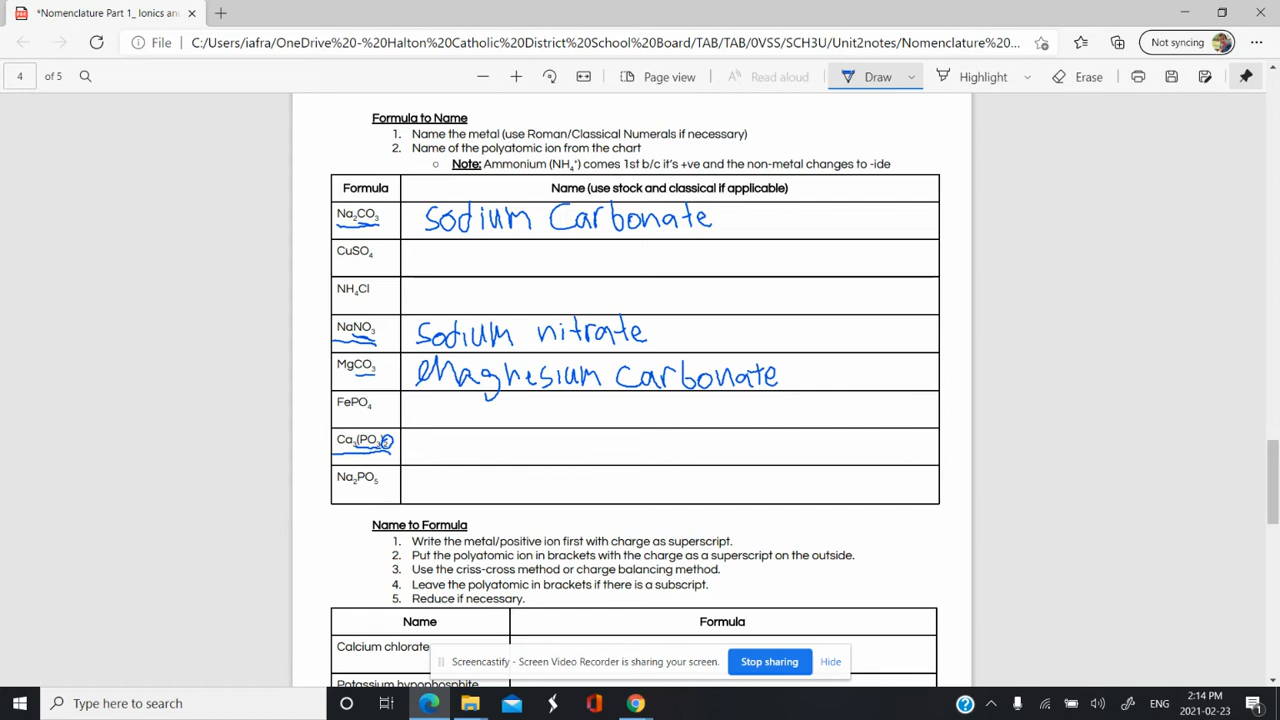 *Nomenclature Part 1_ Ionics an
File C:/Users/iafra/OneDrive%20-%20Halton%20Catholic%20District%20School%20Board/TAB/TAB/0VSS/SCH3U/Unit2notes/Nomenclature%20...
Not syncing
4 of 5
Page view
Read aloud
Draw
Highlight
Erase
Formula to Name
1. Name the metal (use Roman/Classical Numerals if necessary)
2. Name of the polyatomic ion from the chart
Note: Ammonium (NH₄⁺) comes 1st b/c it's +ve and the non-metal changes to -ide
Formula Name (use stock and classical if applicable)
Na₂CO₃ Sodium Carbonate
CuSO₄
NH₄Cl
NaNO₃ Sodium nitrate
MgCO₃ Magnesium Carbonate
FePO₄
Ca₃(PO₃)₂
Na₂PO₅
Name to Formula
1. Write the metal/positive ion first with charge as superscript.
2. Put the polyatomic ion in brackets with the charge as a superscript on the outside.
3. Use the criss-cross method or charge balancing method.
4. Leave the polyatomic in brackets if there is a subscript.
5. Reduce if necessary.
Name Formula
Calcium chlorate
Potassium hypophosphite
Screencastify - Screen Video Recorder is sharing your screen.
Stop sharing
Hide
Type here to search
ENG
2:14 PM
2021-02-23
1